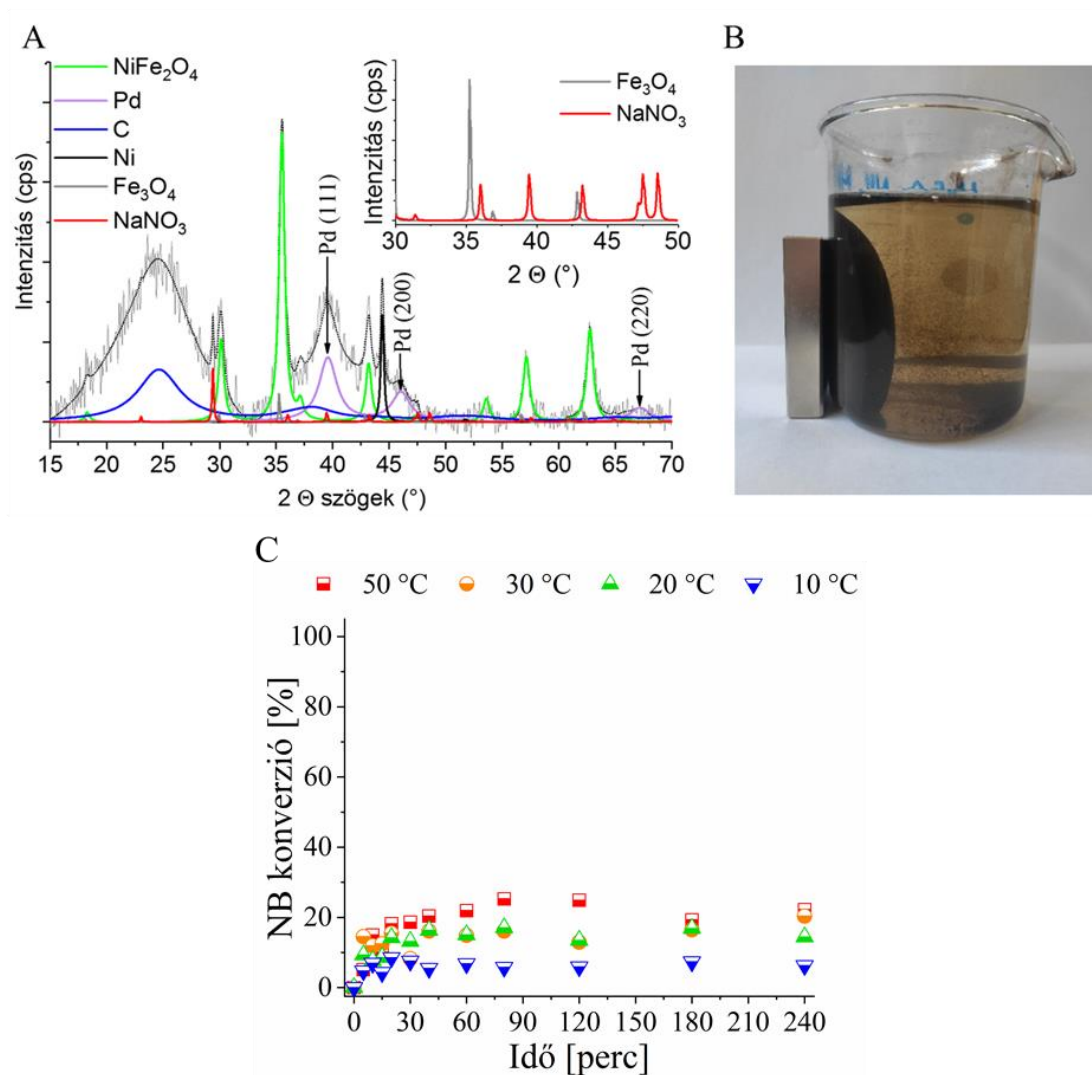 A
NiFe₂O₄
Pd
C
Ni
Fe₃O₄
NaNO₃
Intenzitás (cps)
Pd (111)
Pd (200)
Pd (220)
15 20 25 30 35 40 45 50 55 60 65 70
2 Θ szögek (°)
Fe₃O₄
NaNO₃
Intenzitás (cps)
30 35 40 45 50
2 Θ (°)
B
C
50 °C 30 °C 20 °C 10 °C
NB konverzió [%]
100
80
60
40
20
0
0 30 60 90 120 150 180 210 240
Idő [perc]